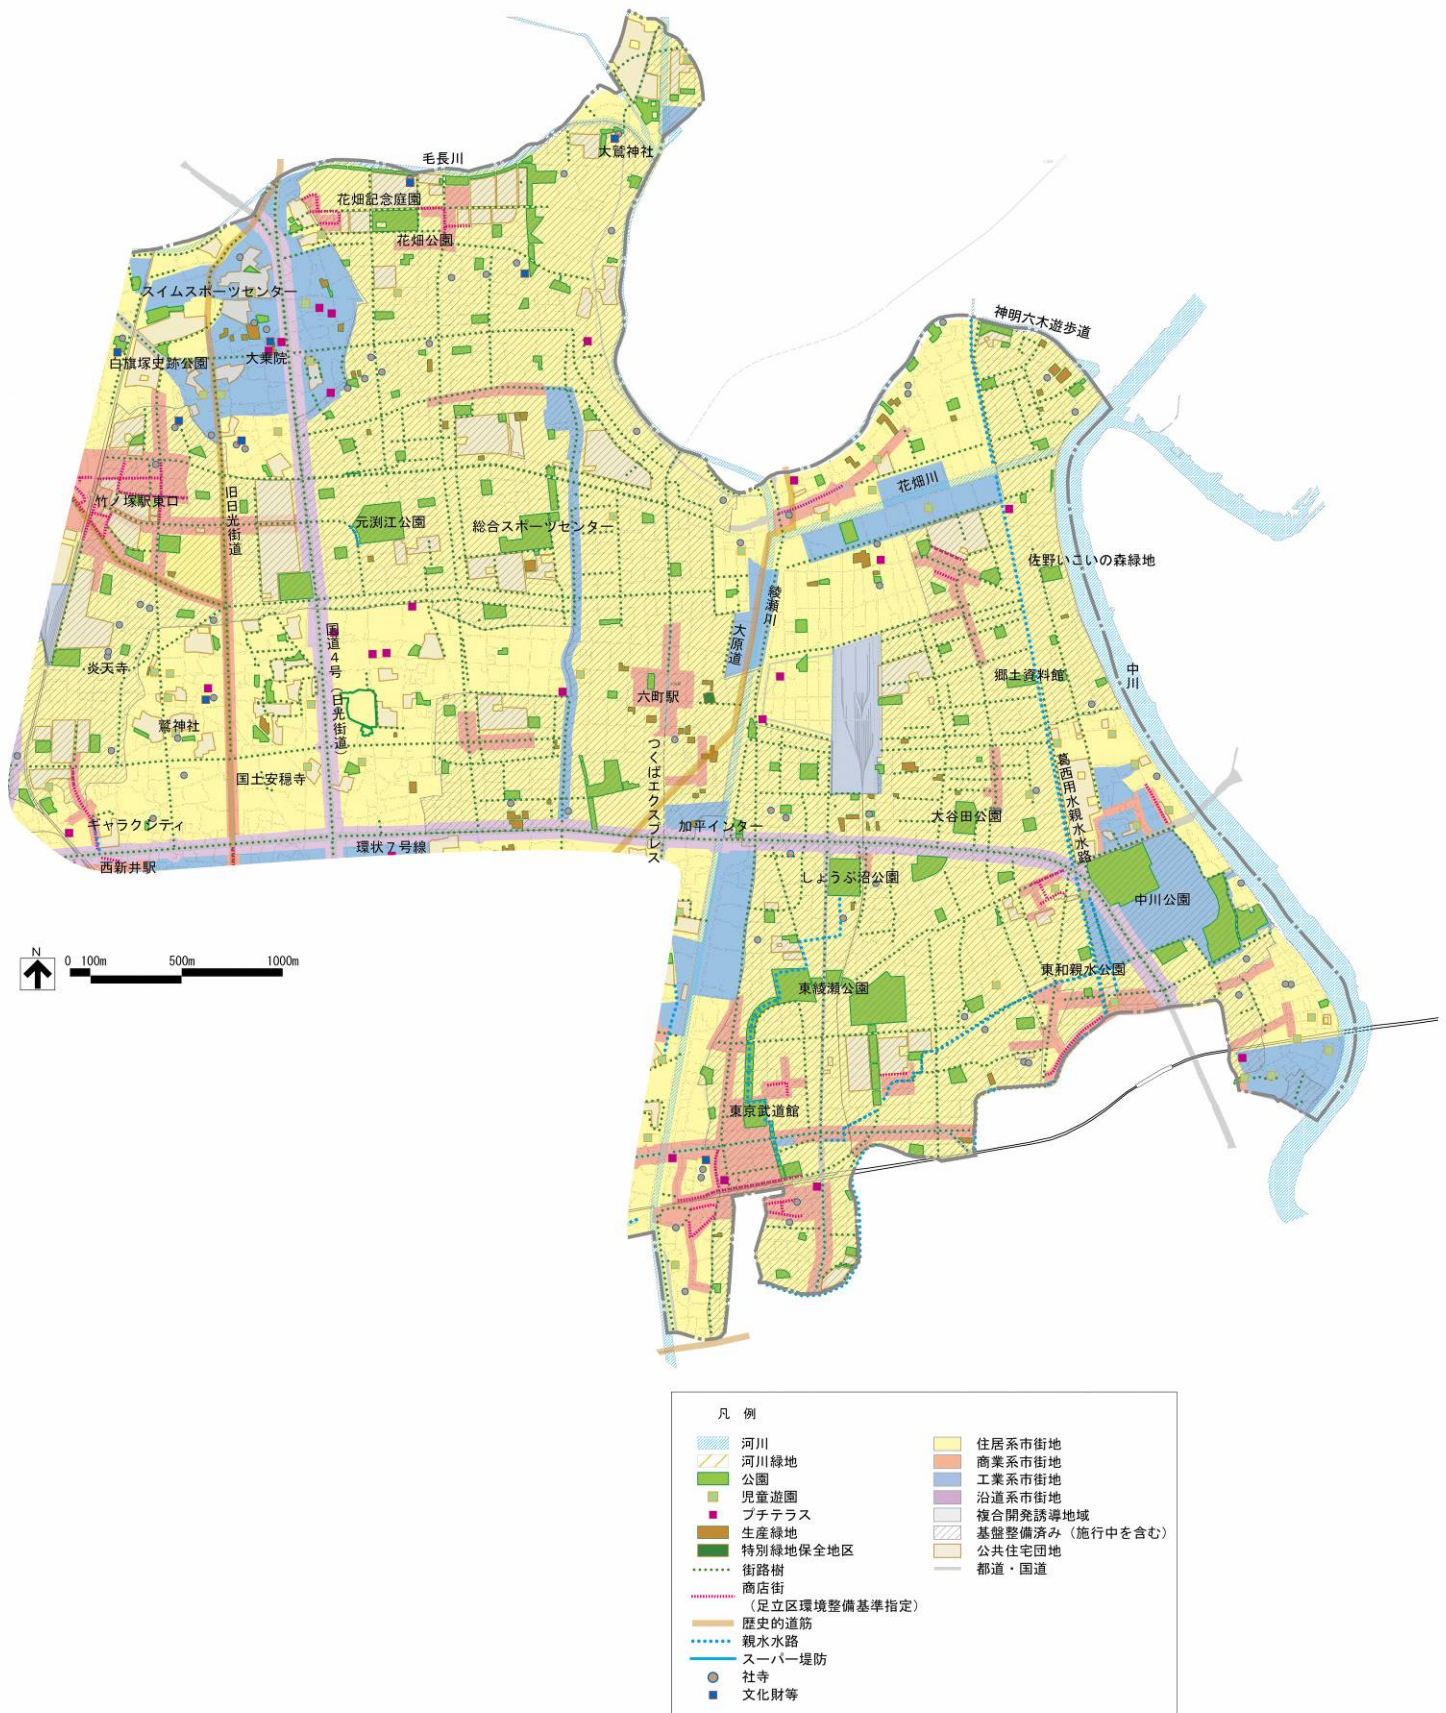 大鷲神社
毛長川
花畑記念庭園
花畑公園
スイムスポーツセンター
神明六木遊歩道
白旗塚史跡公園
大乗院
花畑川
竹ノ塚駅東口
旧日光街道
元渕江公園
総合スポーツセンター
佐野いこいの森緑地
綾瀬川
大原道
国道4号（日光街道）
炎天寺
郷土資料館
中川
六町駅
鷲神社
つくばエクスプレス
国土安穏寺
葛西用水親水水路
ギャラクシティ
加平インター
大谷田公園
環状7号線
西新井駅
しょうぶ沼公園
中川公園
N
0 100m 500m 1000m
東和親水公園
東綾瀬公園
東京武道館
凡 例
河川
河川緑地
公園
児童遊園
プチテラス
生産緑地
特別緑地保全地区
街路樹
商店街
（足立区環境整備基準指定）
歴史的道筋
親水水路
スーパー堤防
社寺
文化財等
住居系市街地
商業系市街地
工業系市街地
沿道系市街地
複合開発誘導地域
基盤整備済み（施行中を含む）
公共住宅団地
都道・国道